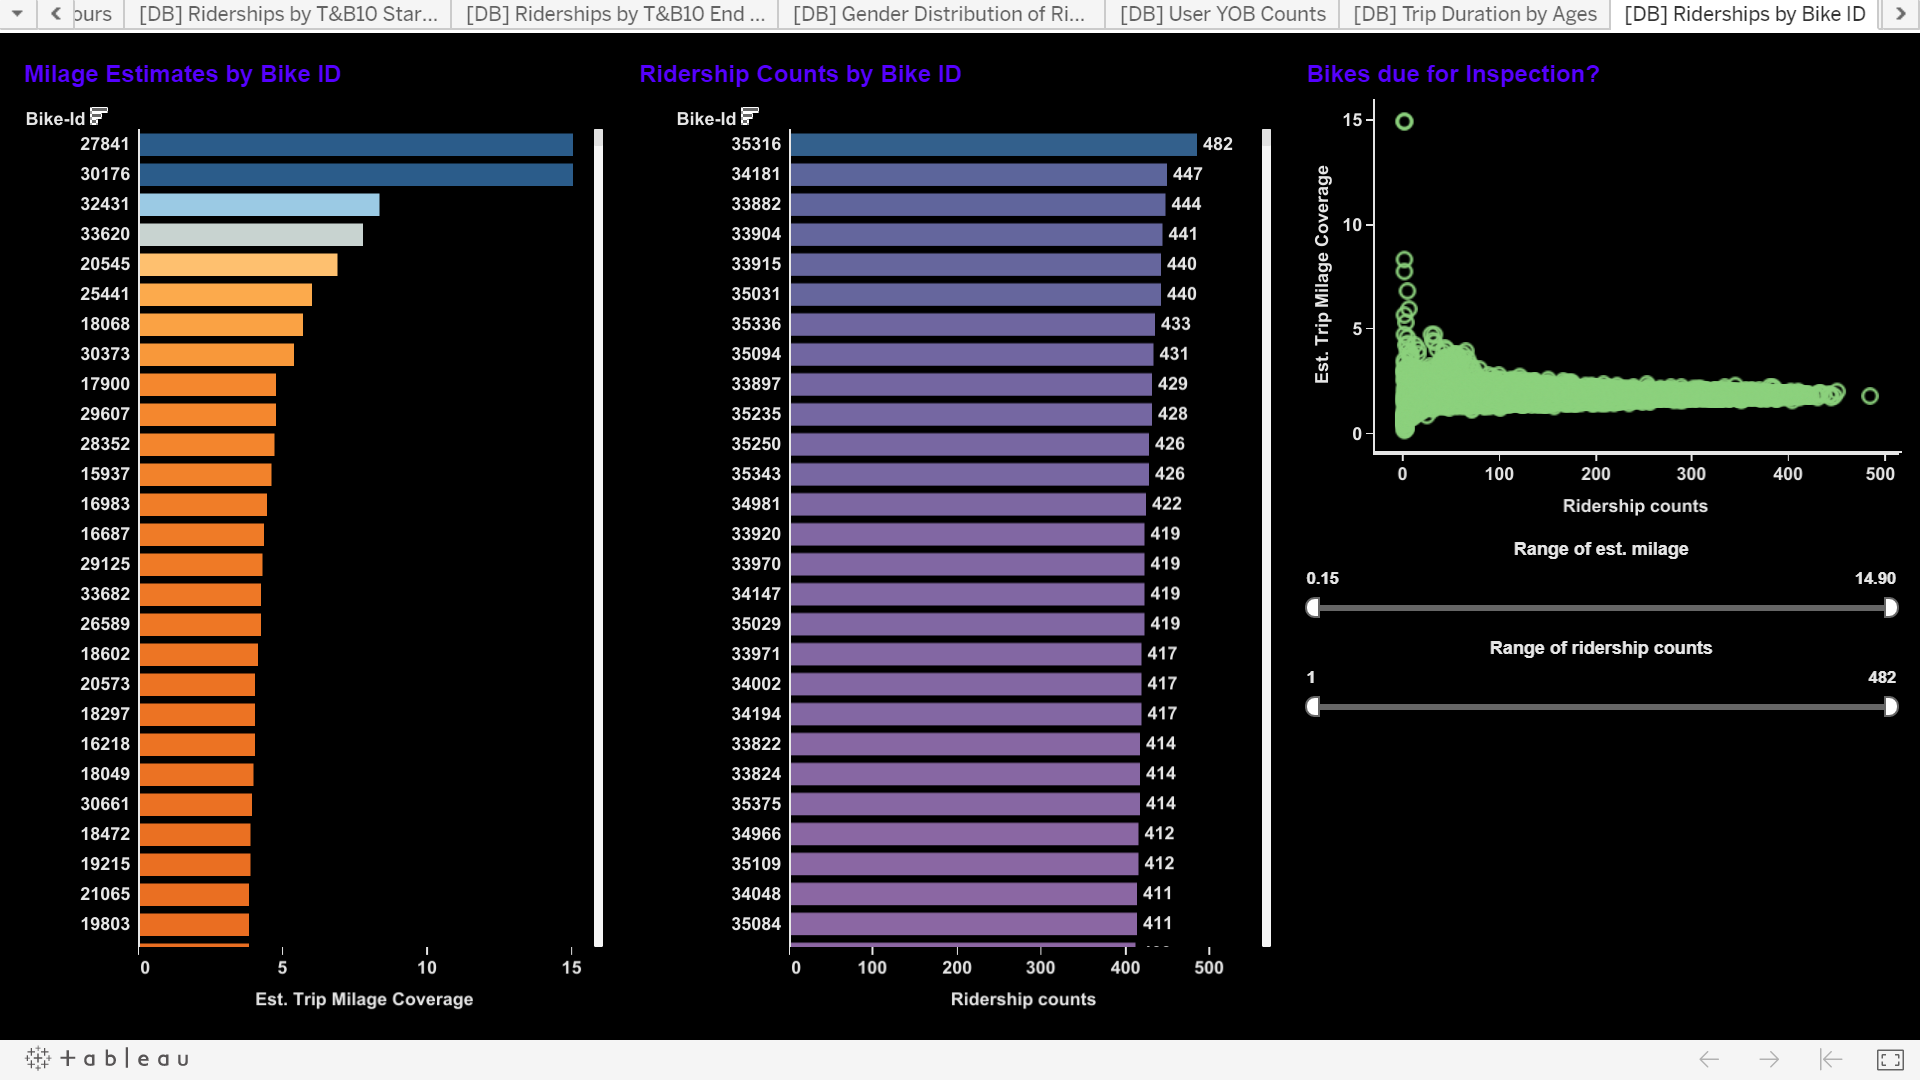 ours
[DB] Riderships by T&B10 Star...
[DB] Riderships by T&B10 End ...
[DB] Gender Distribution of Ri...
[DB] User YOB Counts
[DB] Trip Duration by Ages
[DB] Riderships by Bike ID
Milage Estimates by Bike ID
Bike-Id
27841
30176
32431
33620
20545
25441
18068
30373
17900
29607
28352
15937
16983
16687
29125
33682
26589
18602
20573
18297
16218
18049
30661
18472
19215
21065
19803
0 5 10 15
Est. Trip Milage Coverage
Ridership Counts by Bike ID
Bike-Id
35316 482
34181 447
33882 444
33904 441
33915 440
35031 440
35336 433
35094 431
33897 429
35235 428
35250 426
35343 426
34981 422
33920 419
33970 419
34147 419
35029 419
33971 417
34002 417
34194 417
33822 414
33824 414
35375 414
34966 412
35109 412
34048 411
35084 411
0 100 200 300 400 500
Ridership counts
Bikes due for Inspection?
Est. Trip Milage Coverage
15
10
5
0
0 100 200 300 400 500
Ridership counts
Range of est. milage
0.15 14.90
Range of ridership counts
1 482
+ a b | e a u